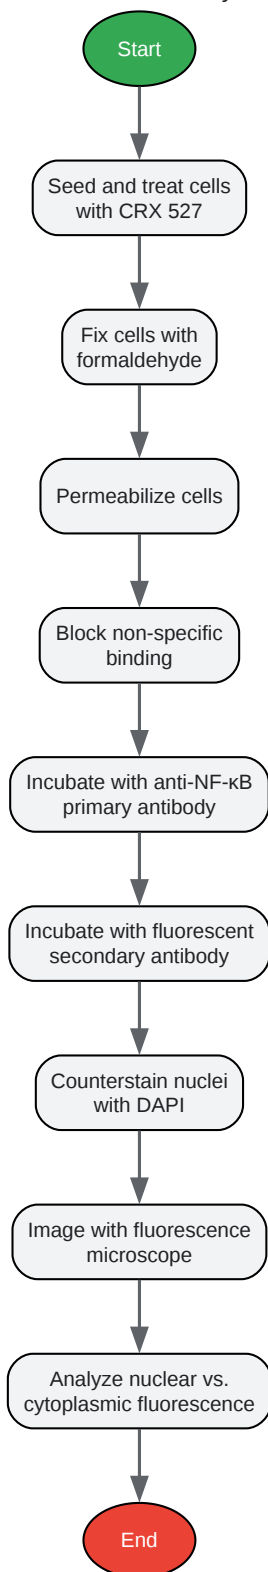 Start
Seed and treat cells
with CRX 527
Fix cells with
formaldehyde
Permeabilize cells
Block non-specific
binding
Incubate with anti-NF-κB
primary antibody
Incubate with fluorescent
secondary antibody
Counterstain nuclei
with DAPI
Image with fluorescence
microscope
Analyze nuclear vs.
cytoplasmic fluorescence
End